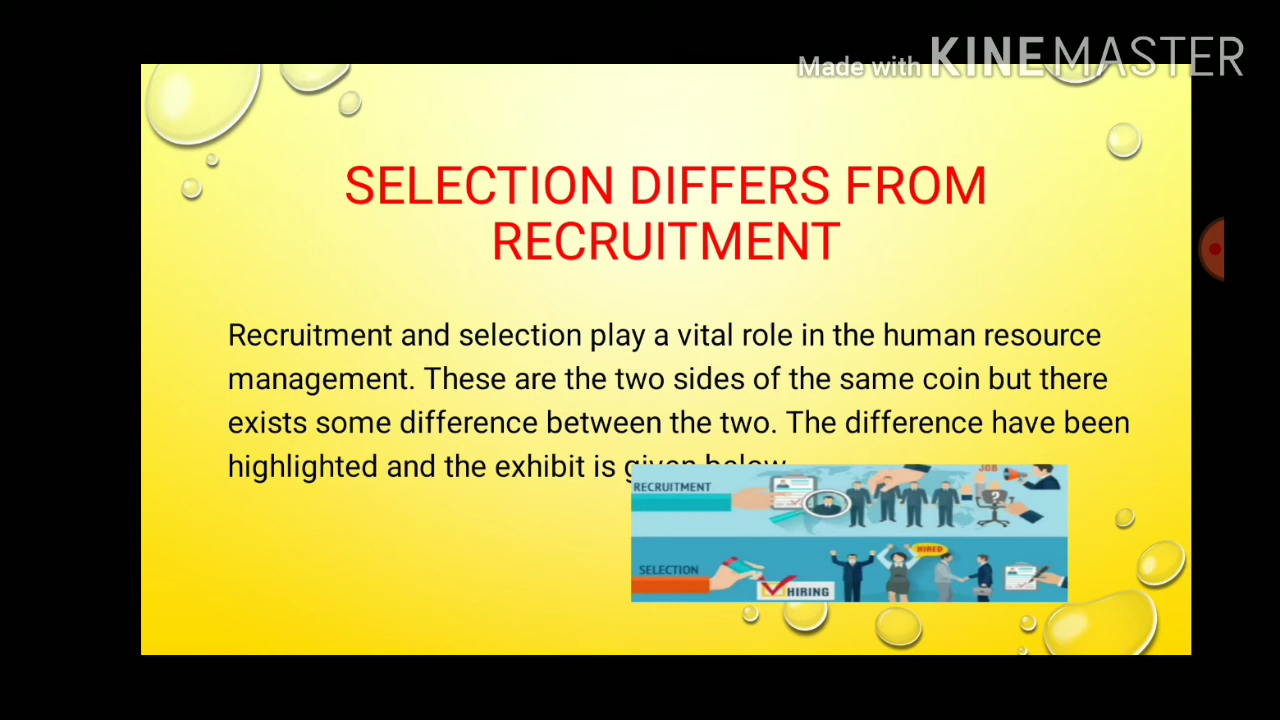 Made with KINEMASTER
SELECTION DIFFERS FROM
RECRUITMENT
Recruitment and selection play a vital role in the human resource
management. These are the two sides of the same coin but there
exists some difference between the two. The difference have been
highlighted and the exhibit is given below
RECRUITMENT
JOB
?
HIRED
SELECTION
HIRING